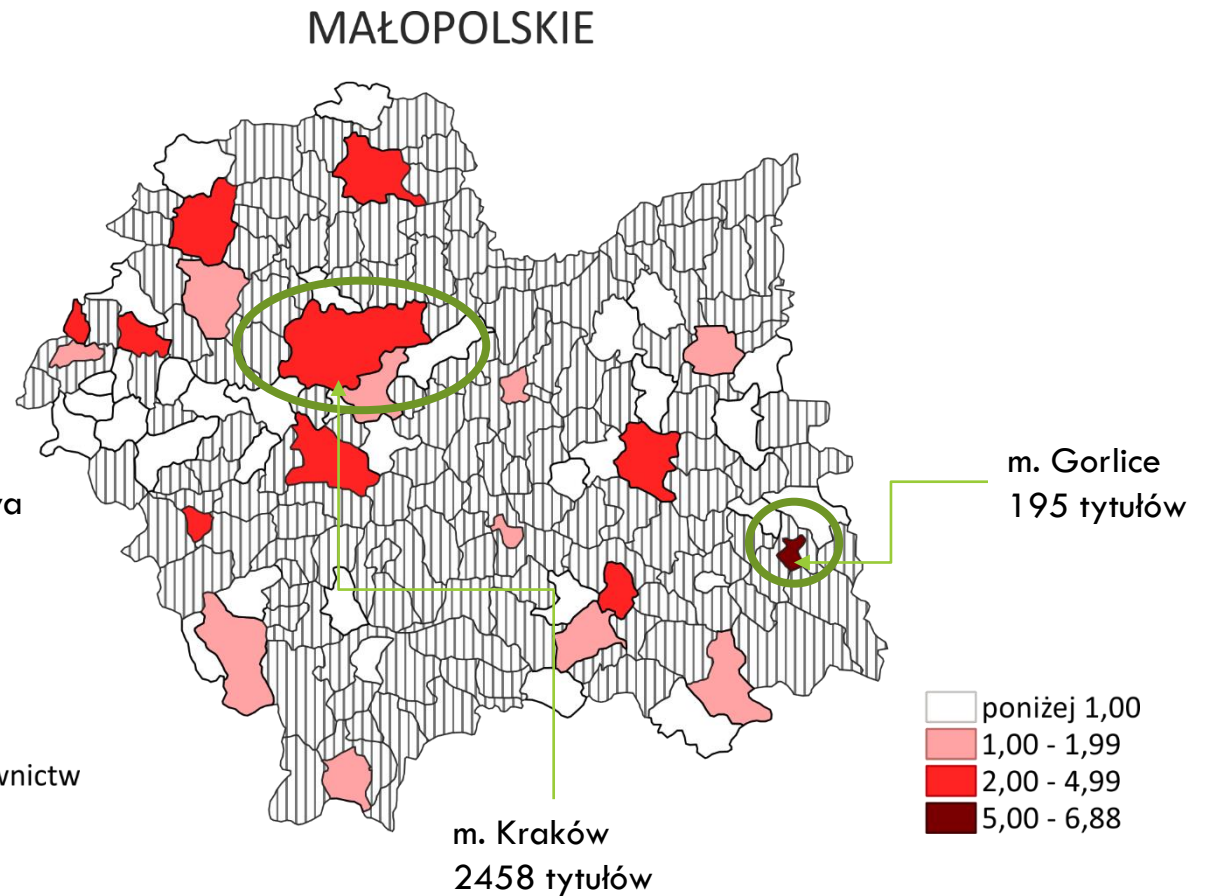 MAŁOPOLSKIE
m. Gorlice
195 tytułów
poniżej 1,00
1,00 - 1,99
2,00 - 4,99
5,00 - 6,88
m. Kraków
2458 tytułów